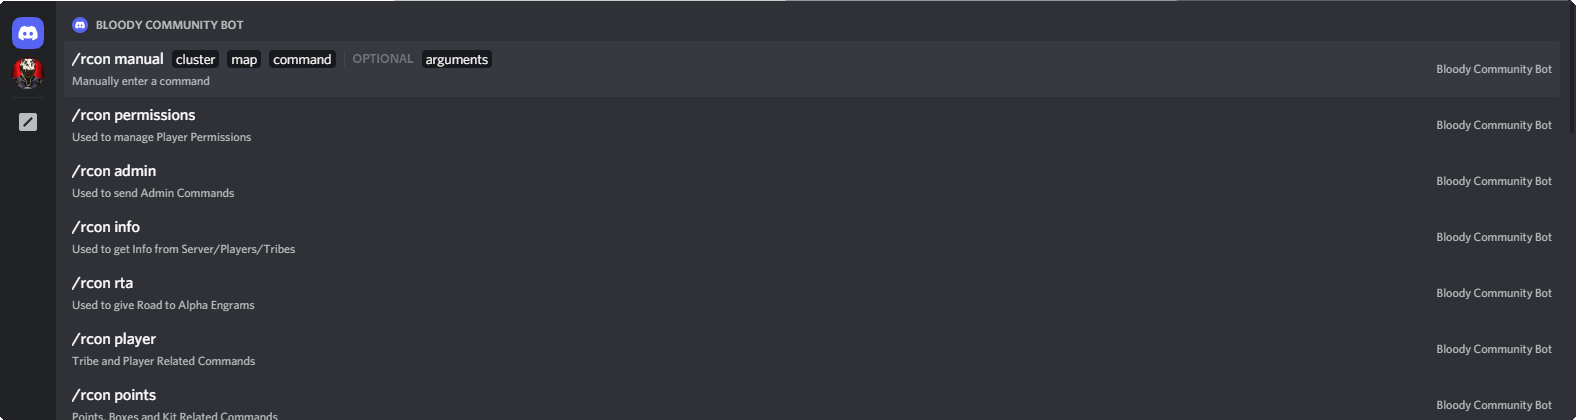 BLOODY COMMUNITY BOT
/rcon manual cluster map command OPTIONAL arguments
Manually enter a command
Bloody Community Bot
/rcon permissions
Used to manage Player Permissions
Bloody Community Bot
/rcon admin
Used to send Admin Commands
Bloody Community Bot
/rcon info
Used to get Info from Server/Players/Tribes
Bloody Community Bot
/rcon rta
Used to give Road to Alpha Engrams
Bloody Community Bot
/rcon player
Tribe and Player Related Commands
Bloody Community Bot
/rcon points
Points, Boxes and Kit Related Commands
Bloody Community Bot